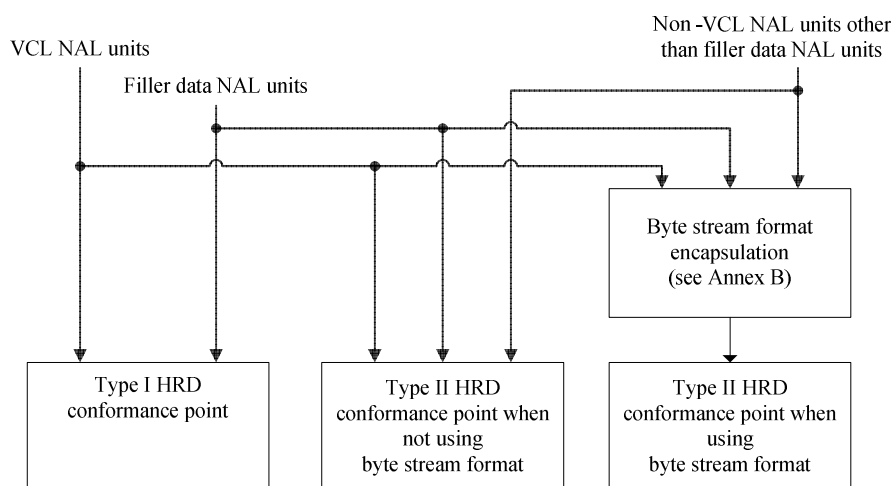 VCL NAL units
Filler data NAL units
Non -VCL NAL units other
than filler data NAL units
Byte stream format
encapsulation
(see Annex B)
Type I HRD
conformance point
Type II HRD
conformance point when
not using
byte stream format
Type II HRD
conformance point when
using
byte stream format